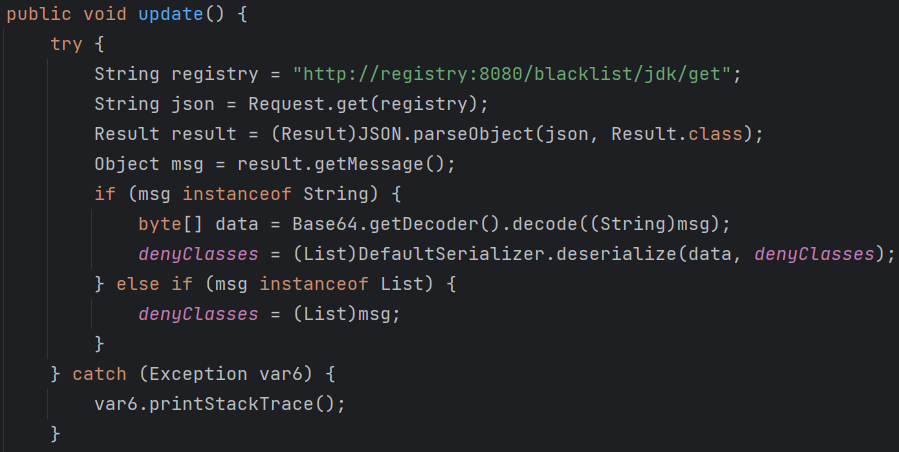 public void update() {
    try {
        String registry = "http://registry:8080/blacklist/jdk/get";
        String json = Request.get(registry);
        Result result = (Result)JSON.parseObject(json, Result.class);
        Object msg = result.getMessage();
        if (msg instanceof String) {
            byte[] data = Base64.getDecoder().decode((String)msg);
            denyClasses = (List)DefaultSerializer.deserialize(data, denyClasses);
        } else if (msg instanceof List) {
            denyClasses = (List)msg;
        }
    } catch (Exception var6) {
        var6.printStackTrace();
    }